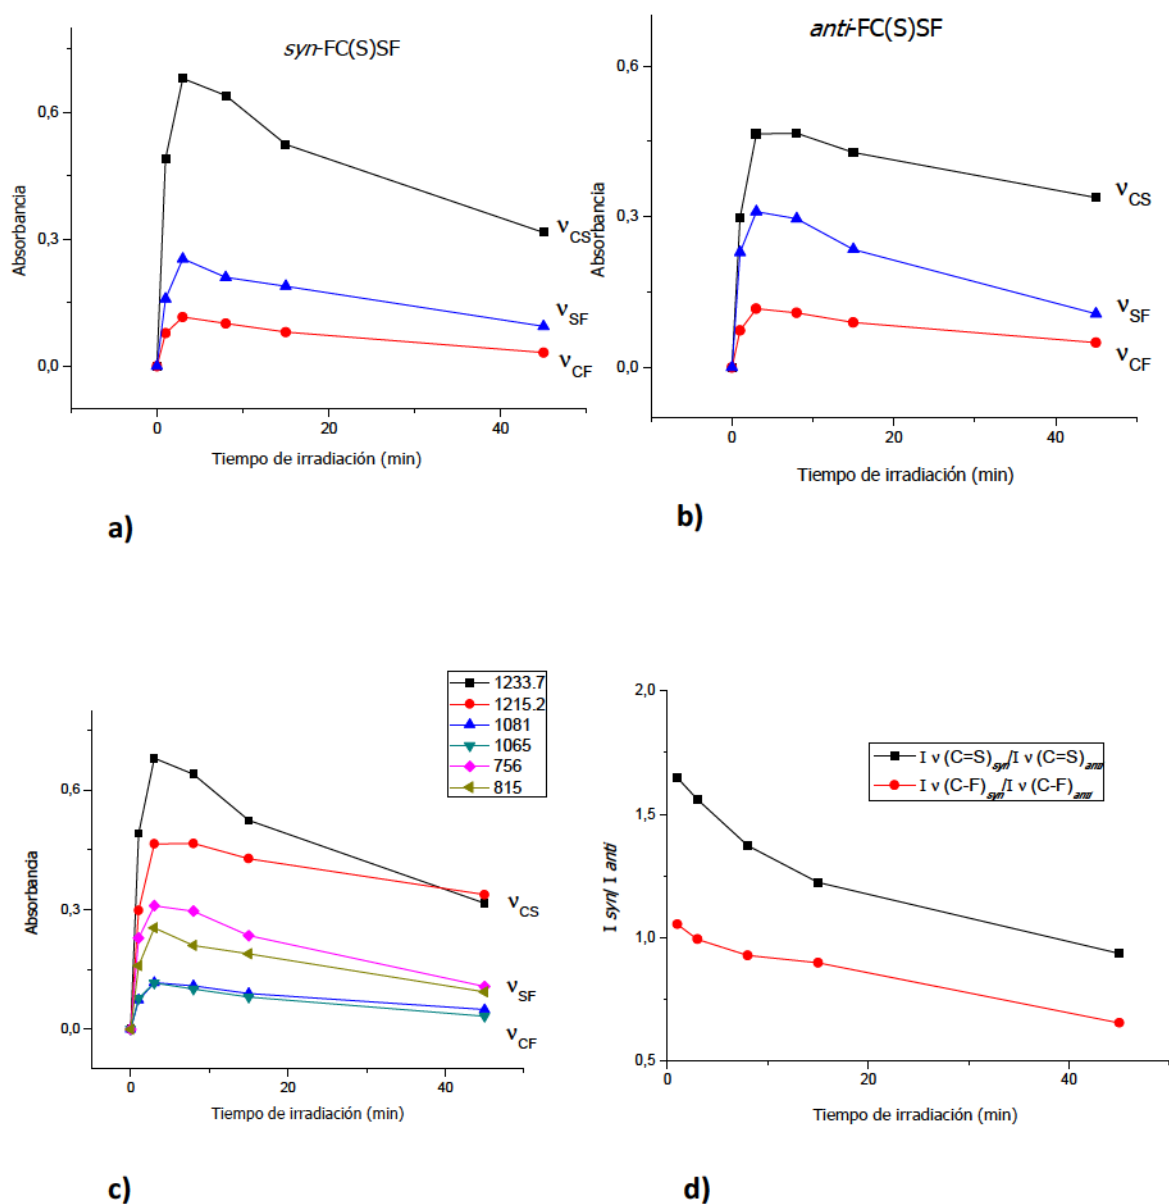 syn-FC(S)SF
Absorbancia
0,6
0,3
0,0
νCS
νSF
νCF
0
20
40
Tiempo de irradiación (min)
a)
anti-FC(S)SF
Absorbancia
0,6
0,3
0,0
νCS
νSF
νCF
0
20
40
Tiempo de irradiación (min)
b)
1233.7
1215.2
1081
1065
756
815
Absorbancia
0,6
0,3
0,0
νCS
νSF
νCF
0
20
40
Tiempo de irradiación (min)
c)
I syn/ I anti
2,0
1,5
1,0
0,5
I ν (C=S)syn/I ν (C=S)anti
I ν (C-F)syn/I ν (C-F)anti
0
20
40
Tiempo de irradiación (min)
d)